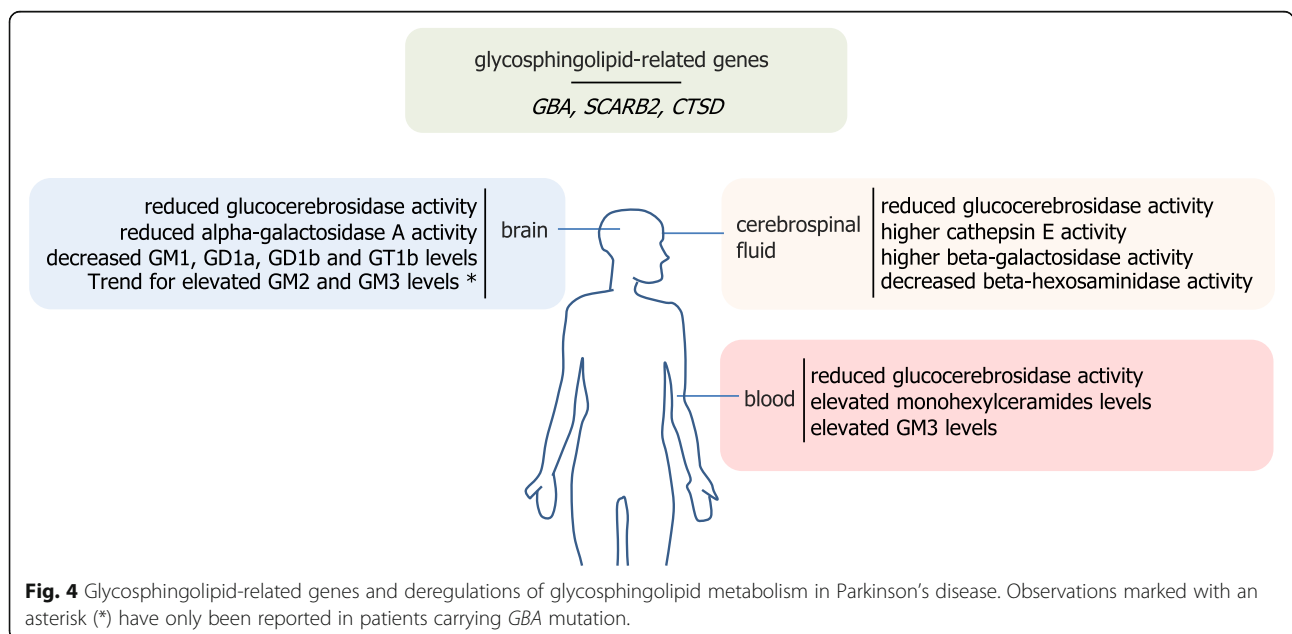 glycosphingolipid-related genes
GBA, SCARB2, CTSD
reduced glucocerebrosidase activity
reduced alpha-galactosidase A activity
decreased GM1, GD1a, GD1b and GT1b levels
Trend for elevated GM2 and GM3 levels *
brain
cerebrospinal
fluid
reduced glucocerebrosidase activity
higher cathepsin E activity
higher beta-galactosidase activity
decreased beta-hexosaminidase activity
blood
reduced glucocerebrosidase activity
elevated monohexylceramides levels
elevated GM3 levels
Fig. 4 Glycosphingolipid-related genes and deregulations of glycosphingolipid metabolism in Parkinson's disease. Observations marked with an
asterisk (*) have only been reported in patients carrying GBA mutation.